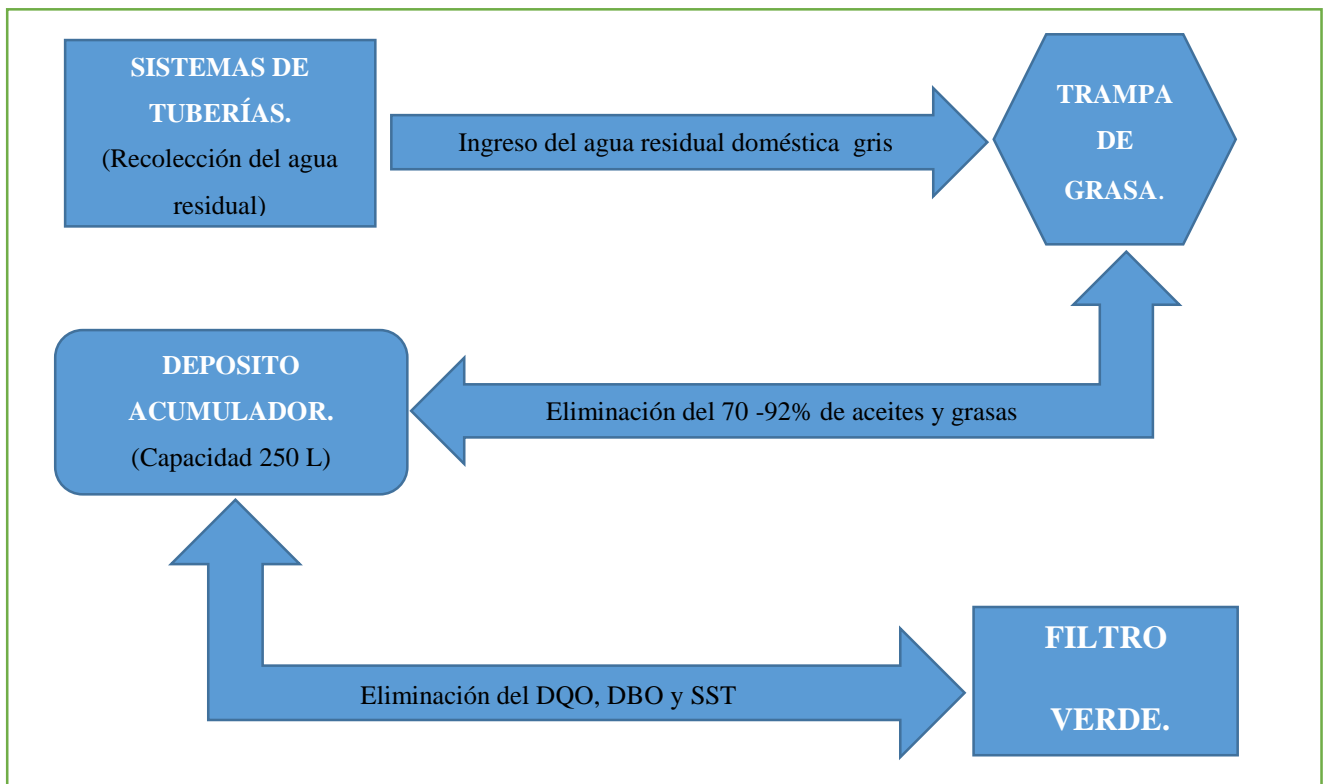 SISTEMAS DE
TUBERÍAS.
(Recolección del agua
residual)
Ingreso del agua residual doméstica gris
TRAMPA
DE
GRASA.
DEPOSITO
ACUMULADOR.
(Capacidad 250 L)
Eliminación del 70 -92% de aceites y grasas
Eliminación del DQO, DBO y SST
FILTRO
VERDE.